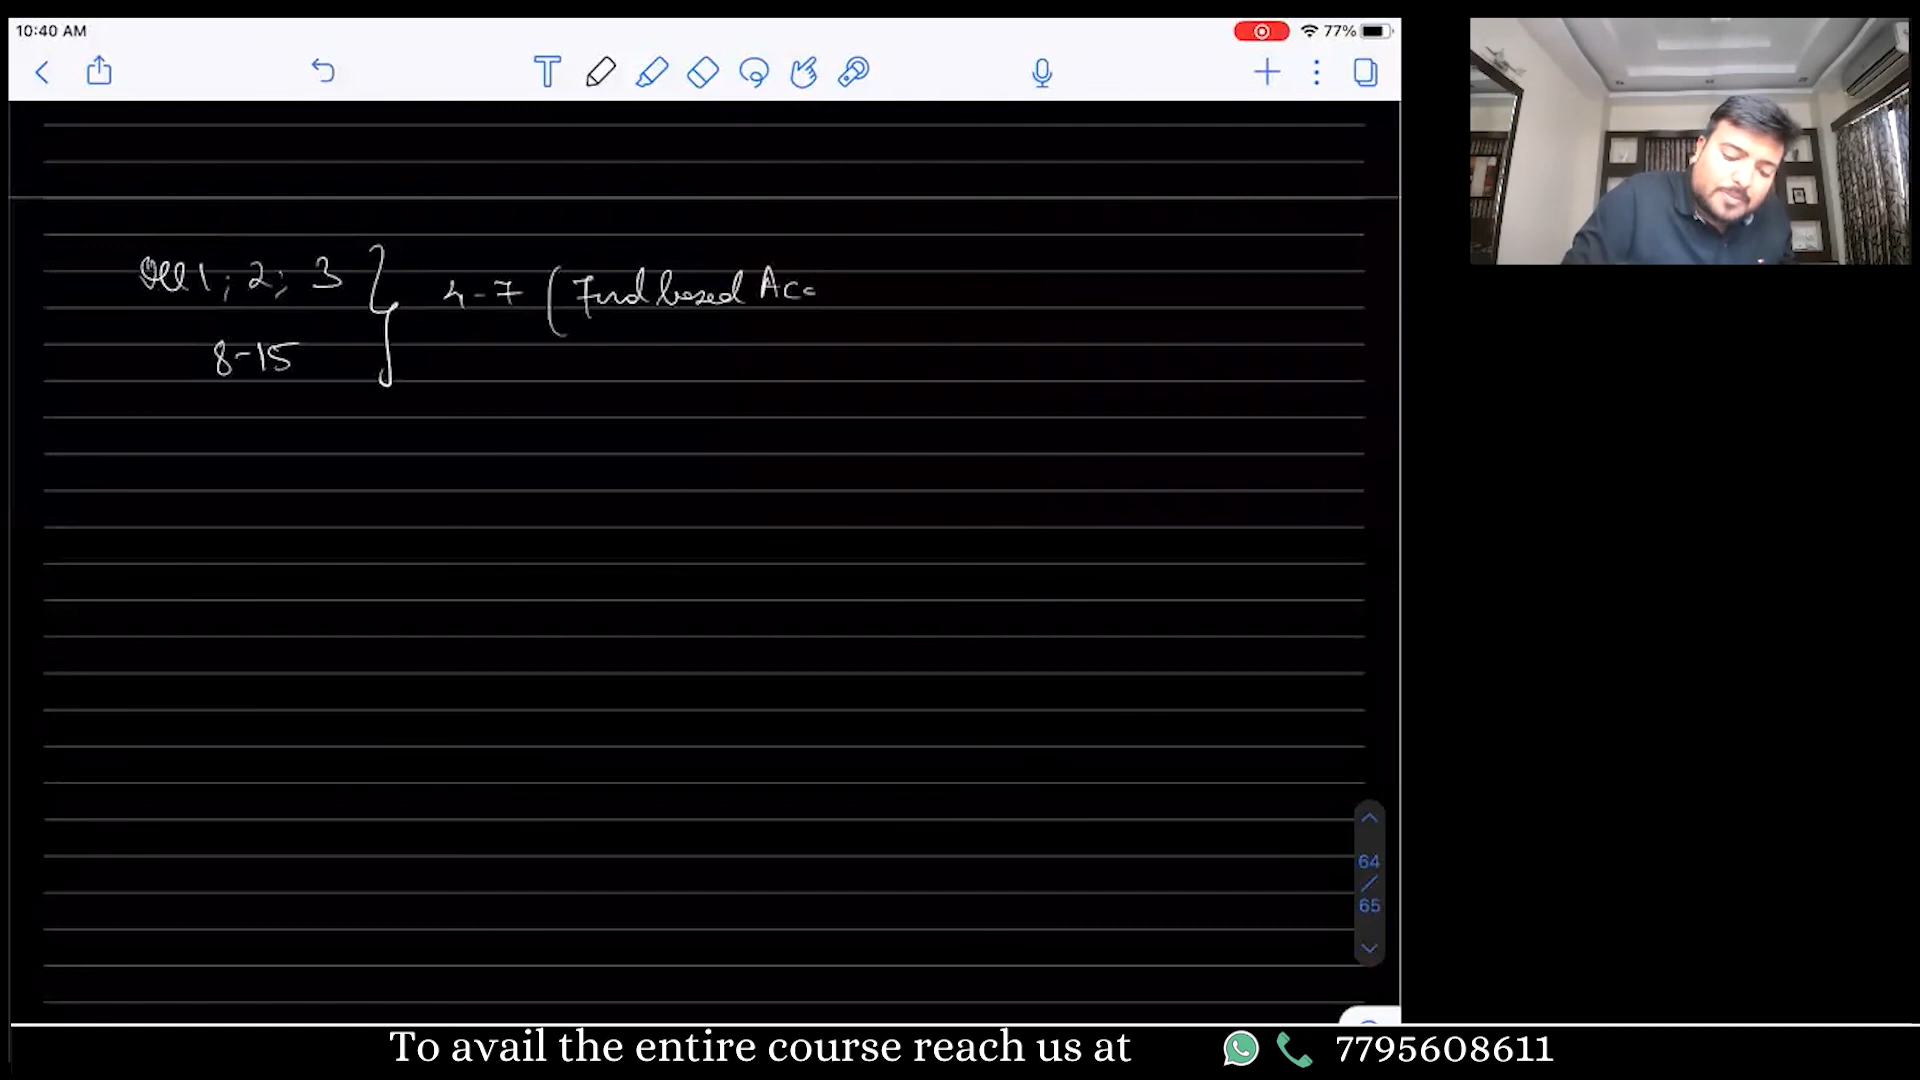 10:40 AM
77%
Ill 1; 2; 3
4-7 (Fund based Acc
8-15
64
/
65
To avail the entire course reach us at 7795608611